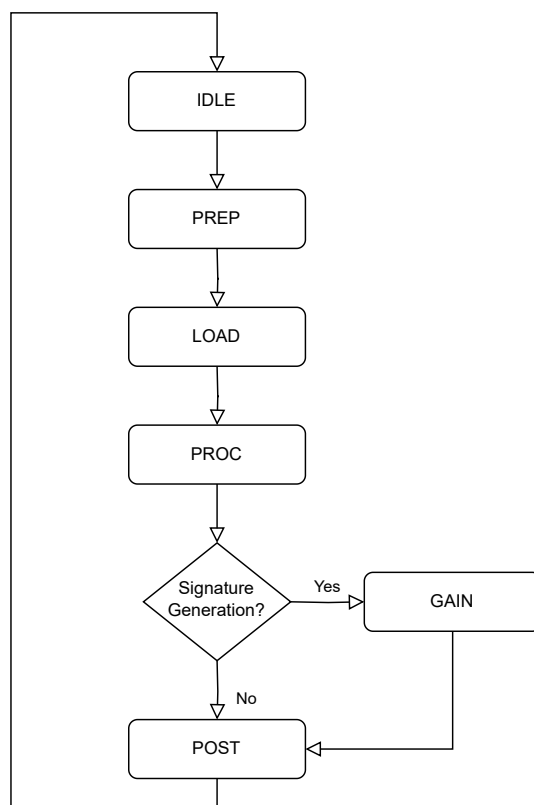 IDLE
PREP
LOAD
PROC
Signature
Generation?
Yes
GAIN
No
POST